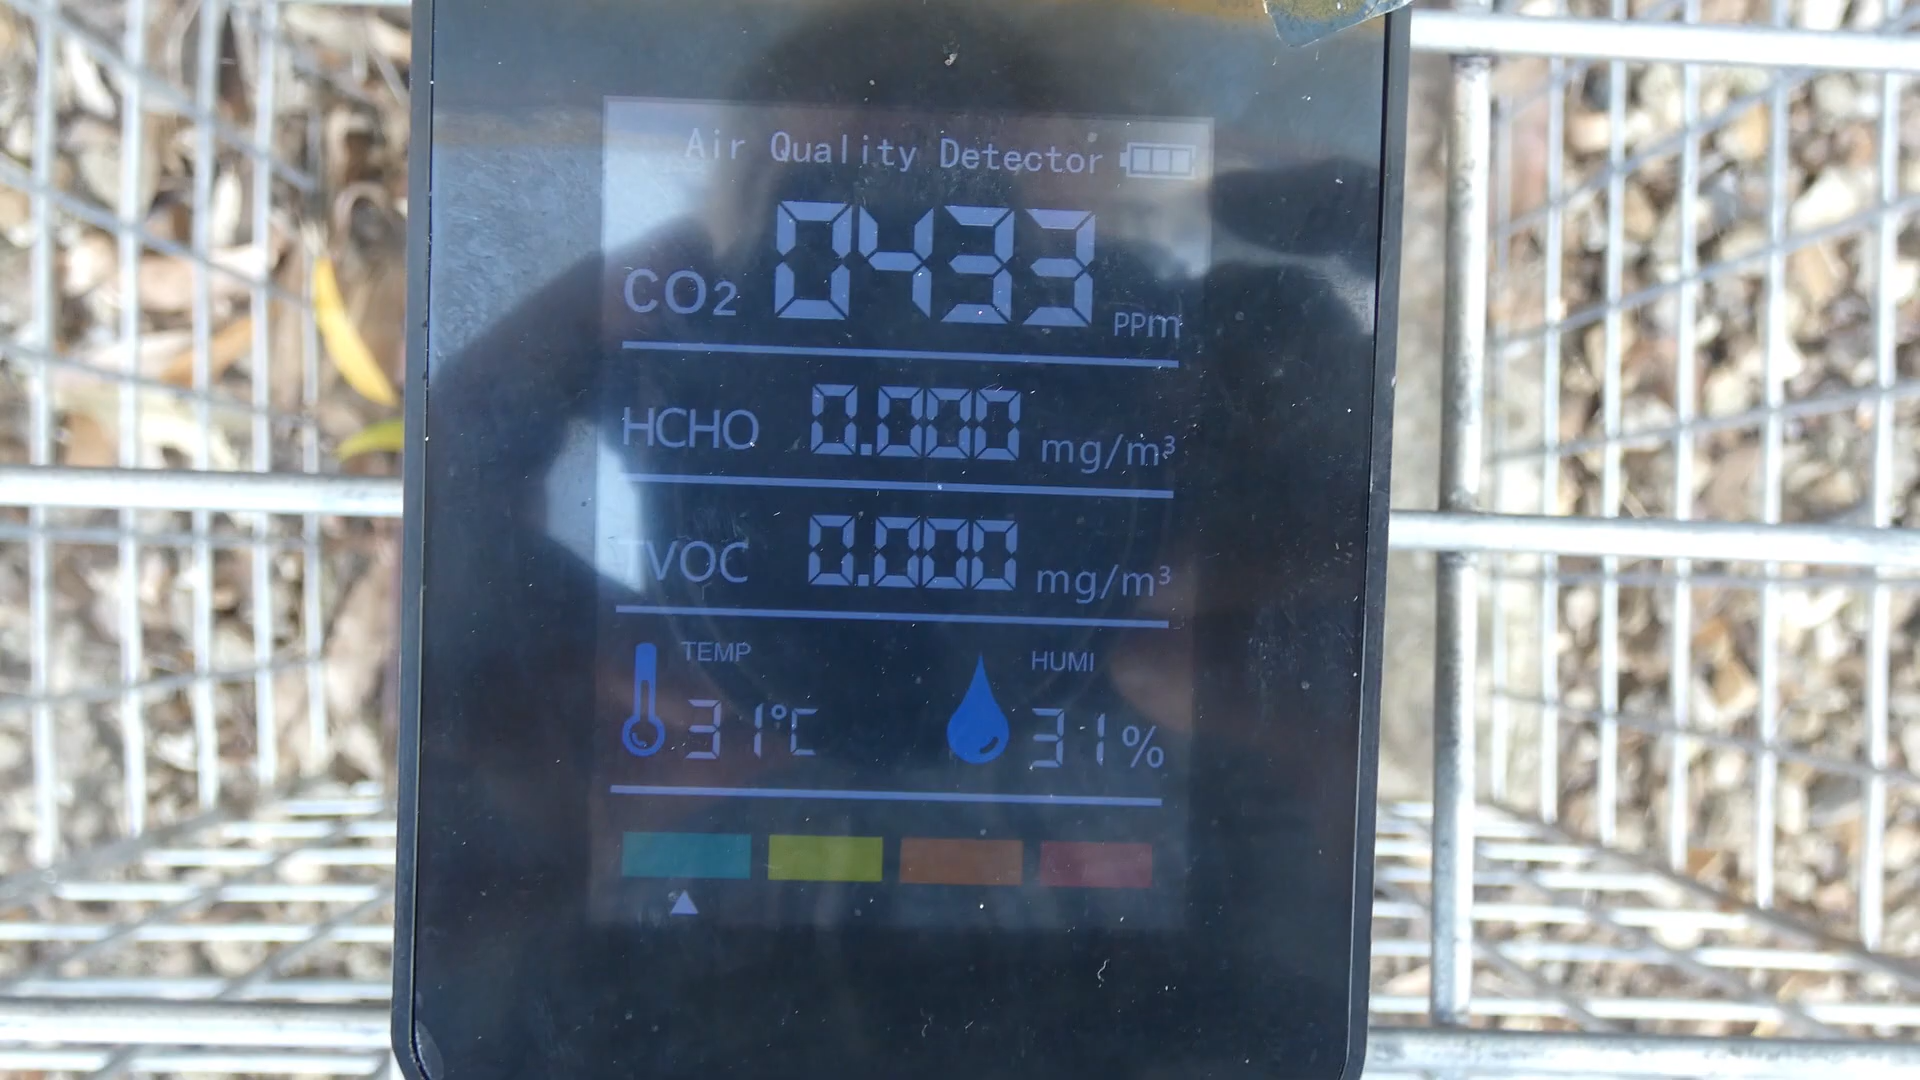 Air Quality Detector
CO2 0433 PPm
HCHO 0.000 mg/m³
TVOC 0.000 mg/m³
TEMP HUMI
31°C 31%